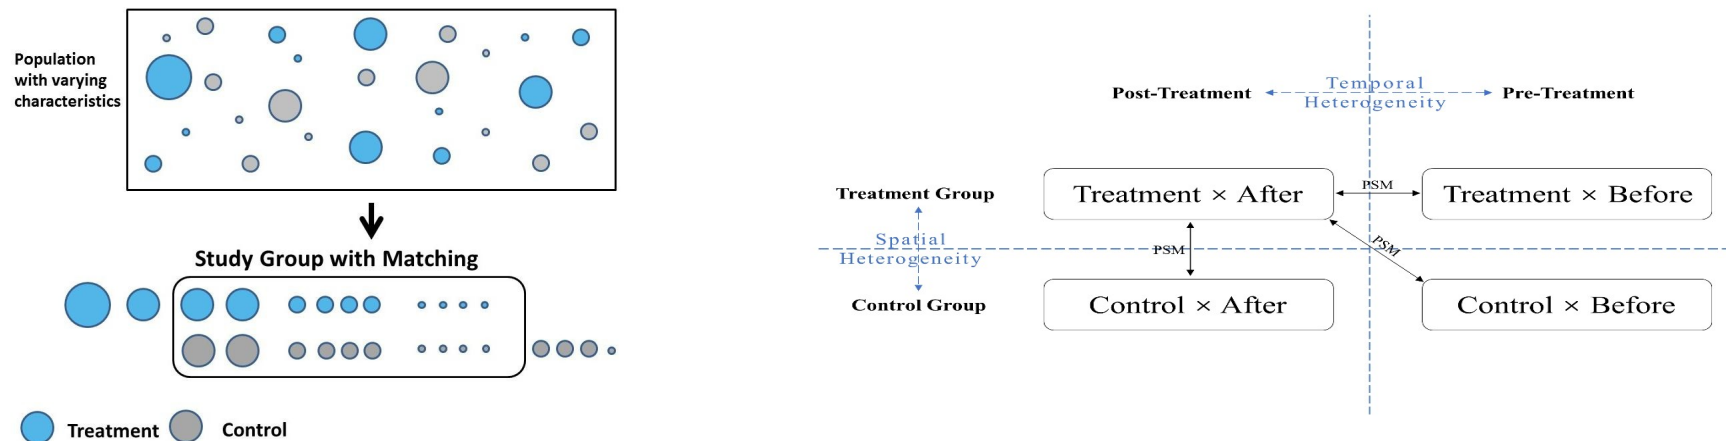 Population
with varying
characteristics
Study Group with Matching
Treatment
Control
Temporal
Post-Treatment
Pre-Treatment
Heterogeneity
Treatment Group
Treatment × After
PSM
Treatment × Before
Spatial
Heterogeneity
PSM
PSM
Control Group
Control × After
Control × Before